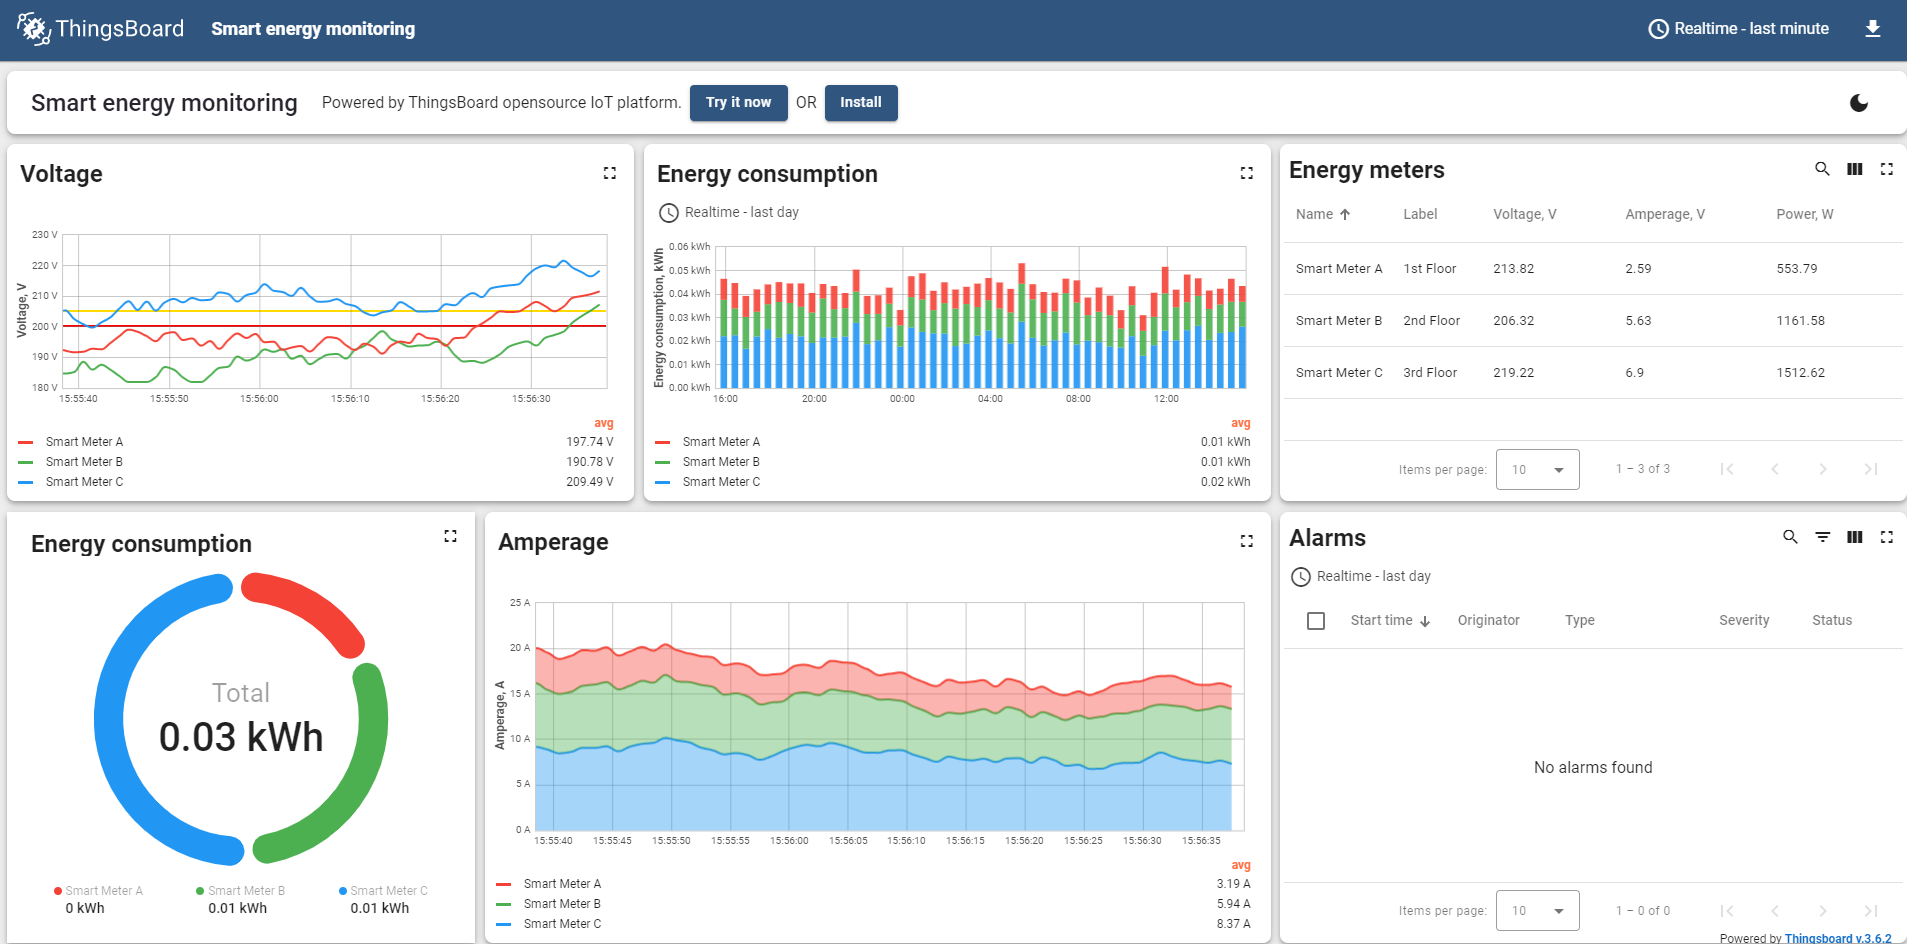 ThingsBoard
Smart energy monitoring
Realtime - last minute
Smart energy monitoring
Powered by ThingsBoard opensource IoT platform.
Try it now
OR
Install
Voltage
Voltage, V
230 V
220 V
210 V
200 V
190 V
180 V
15:55:40
15:55:50
15:56:00
15:56:10
15:56:20
15:56:30
avg
Smart Meter A 197.74 V
Smart Meter B 190.78 V
Smart Meter C 209.49 V
Energy consumption
Realtime - last day
Energy consumption, kWh
0.06 kWh
0.05 kWh
0.04 kWh
0.03 kWh
0.02 kWh
0.01 kWh
0.00 kWh
16:00
20:00
00:00
04:00
08:00
12:00
avg
Smart Meter A 0.01 kWh
Smart Meter B 0.01 kWh
Smart Meter C 0.02 kWh
Energy meters
Name Label Voltage, V Amperage, V Power, W
Smart Meter A 1st Floor 213.82 2.59 553.79
Smart Meter B 2nd Floor 206.32 5.63 1161.58
Smart Meter C 3rd Floor 219.22 6.9 1512.62
Items per page: 10 1 – 3 of 3
Energy consumption
Total
0.03 kWh
Smart Meter A
0 kWh
Smart Meter B
0.01 kWh
Smart Meter C
0.01 kWh
Amperage
Amperage, A
25 A
20 A
15 A
10 A
5 A
0 A
15:55:40
15:55:45
15:55:50
15:55:55
15:56:00
15:56:05
15:56:10
15:56:15
15:56:20
15:56:25
15:56:30
15:56:35
avg
Smart Meter A 3.19 A
Smart Meter B 5.94 A
Smart Meter C 8.37 A
Alarms
Realtime - last day
Start time Originator Type Severity Status
No alarms found
Items per page: 10 1 – 0 of 0
Powered by Thingsboard v.3.6.2